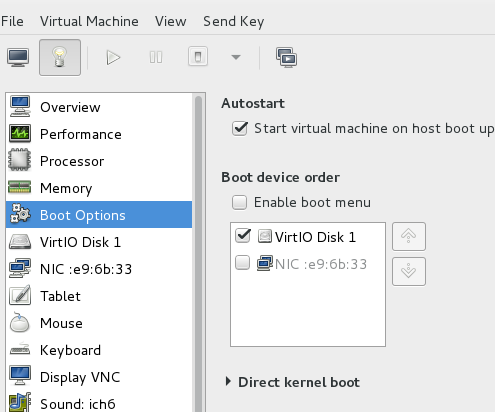 File Virtual Machine View Send Key
Overview
Performance
Processor
Memory
Boot Options
VirtIO Disk 1
NIC :e9:6b:33
Tablet
Mouse
Keyboard
Display VNC
Sound: ich6
Autostart
Start virtual machine on host boot up
Boot device order
Enable boot menu
VirtIO Disk 1
NIC :e9:6b:33
Direct kernel boot